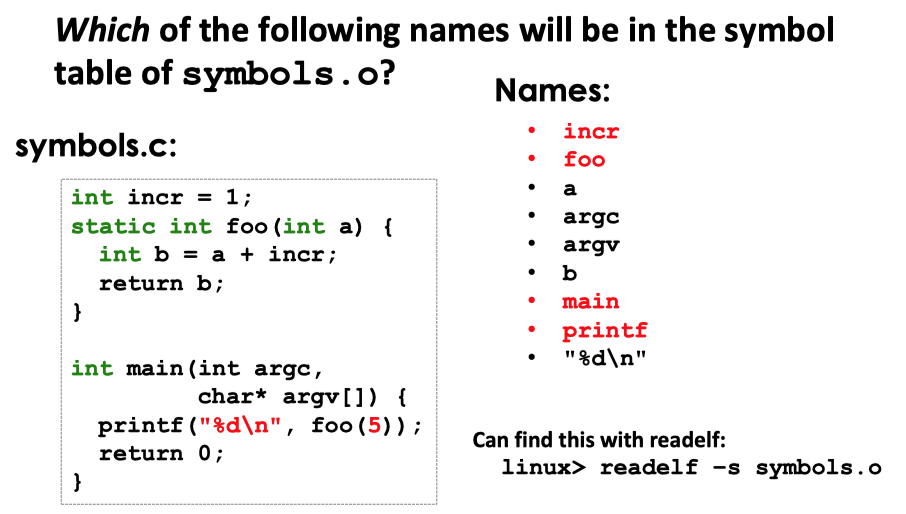 Which of the following names will be in the symbol
table of symbols.o?
Names:
symbols.c:
int incr = 1;
static int foo(int a) {
  int b = a + incr;
  return b;
}
int main(int argc,
         char* argv[]) {
  printf("%d\n", foo(5));
  return 0;
}
• incr
• foo
• a
• argc
• argv
• b
• main
• printf
• "%d\n"
Can find this with readelf:
linux> readelf –s symbols.o